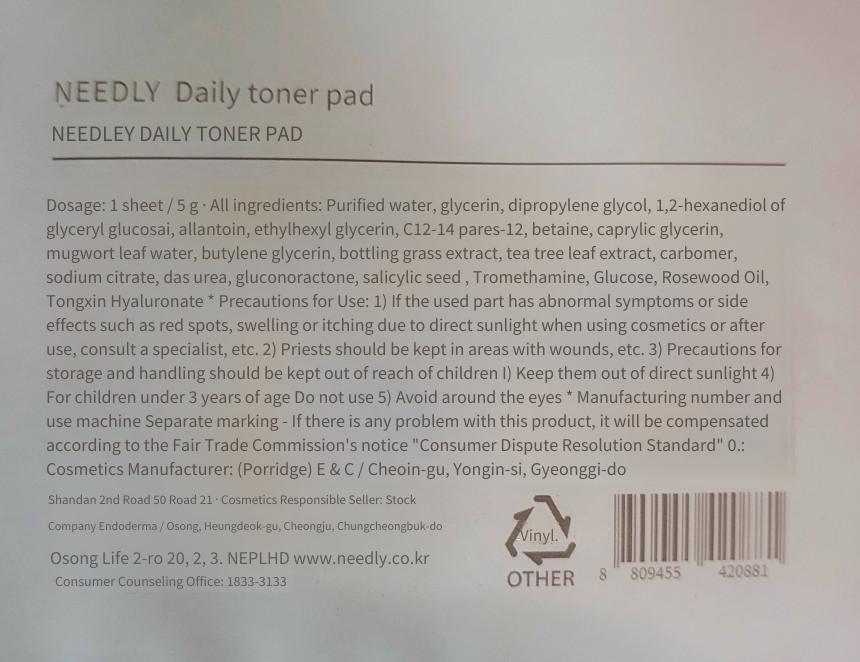 NEEDLY Daily toner pad
NEEDLEY DAILY TONER PAD
Dosage: 1 sheet / 5 g · All ingredients: Purified water, glycerin, dipropylene glycol, 1,2-hexanediol of
glyceryl glucosai, allantoin, ethylhexyl glycerin, C12-14 pares-12, betaine, caprylic glycerin,
mugwort leaf water, butylene glycerin, bottling grass extract, tea tree leaf extract, carbomer,
sodium citrate, das urea, gluconoractone, salicylic seed , Tromethamine, Glucose, Rosewood Oil,
Tongxin Hyaluronate * Precautions for Use: 1) If the used part has abnormal symptoms or side
effects such as red spots, swelling or itching due to direct sunlight when using cosmetics or after
use, consult a specialist, etc. 2) Priests should be kept in areas with wounds, etc. 3) Precautions for
storage and handling should be kept out of reach of children I) Keep them out of direct sunlight 4)
For children under 3 years of age Do not use 5) Avoid around the eyes * Manufacturing number and
use machine Separate marking - If there is any problem with this product, it will be compensated
according to the Fair Trade Commission's notice "Consumer Dispute Resolution Standard" 0.:
Cosmetics Manufacturer: (Porridge) E & C / Cheoin-gu, Yongin-si, Gyeonggi-do
Shandan 2nd Road 50 Road 21 · Cosmetics Responsible Seller: Stock
Company Endoderma / Osong, Heungdeok-gu, Cheongju, Chungcheongbuk-do
Osong Life 2-ro 20, 2, 3. NEPLHD www.needly.co.kr
Consumer Counseling Office: 1833-3133
Vinyl.
OTHER
8 809455 420881